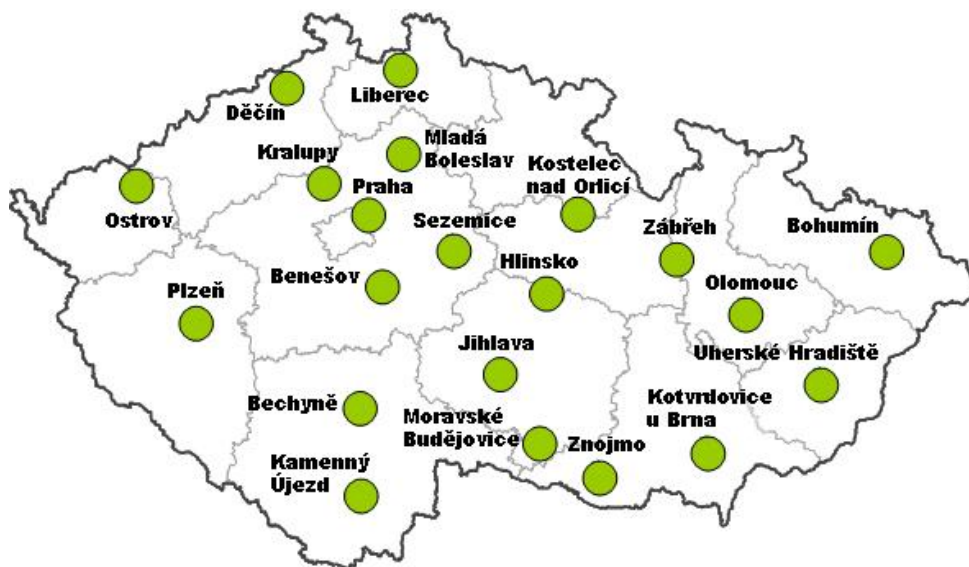 Liberec
Děčín
Mladá
Boleslav
Kralupy
Kostelec
nad Orlicí
Praha
Ostrov
Sezemice
Zábřeh
Bohumín
Hlinsko
Benešov
Olomouc
Plzeň
Jihlava
Uherské Hradiště
Bechyně
Kotvrdovice
u Brna
Moravské
Budějovice
Znojmo
Kamenný
Újezd